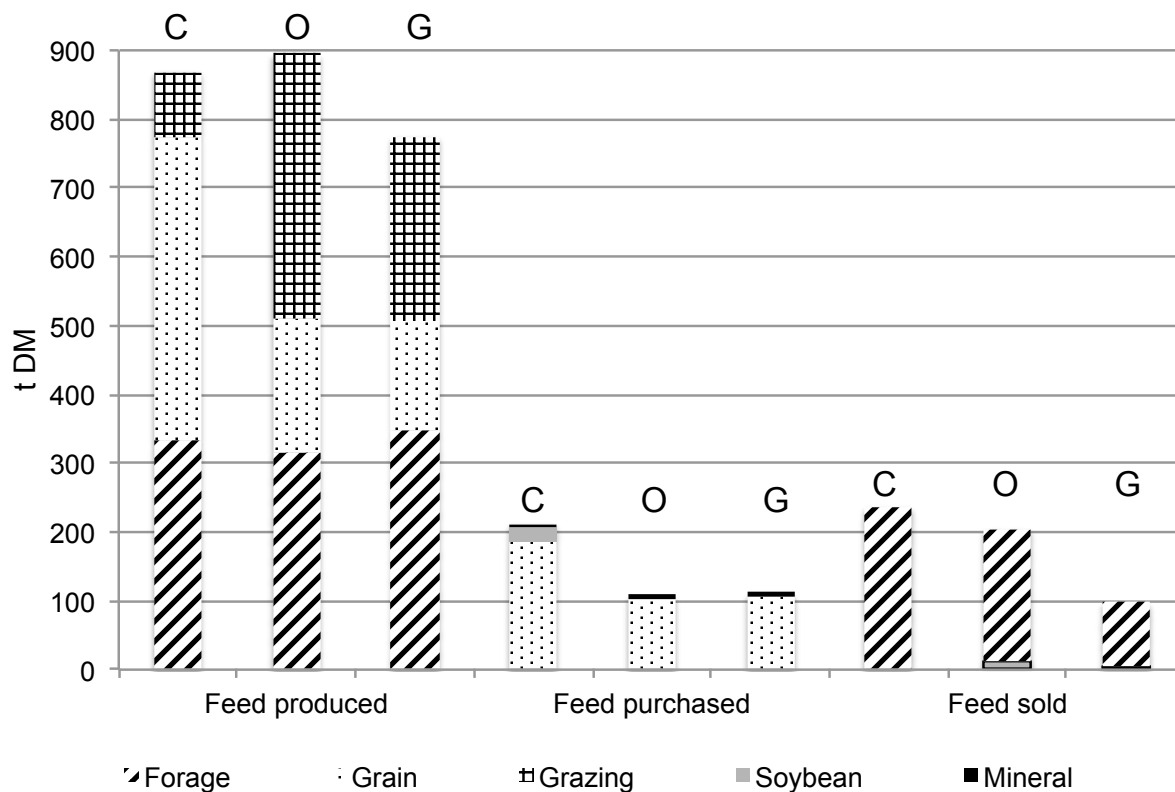 C O G
900
800
700
600
500
400
300
200
100
0
t DM
C O G
C O G
Feed produced Feed purchased Feed sold
Forage Grain Grazing Soybean Mineral